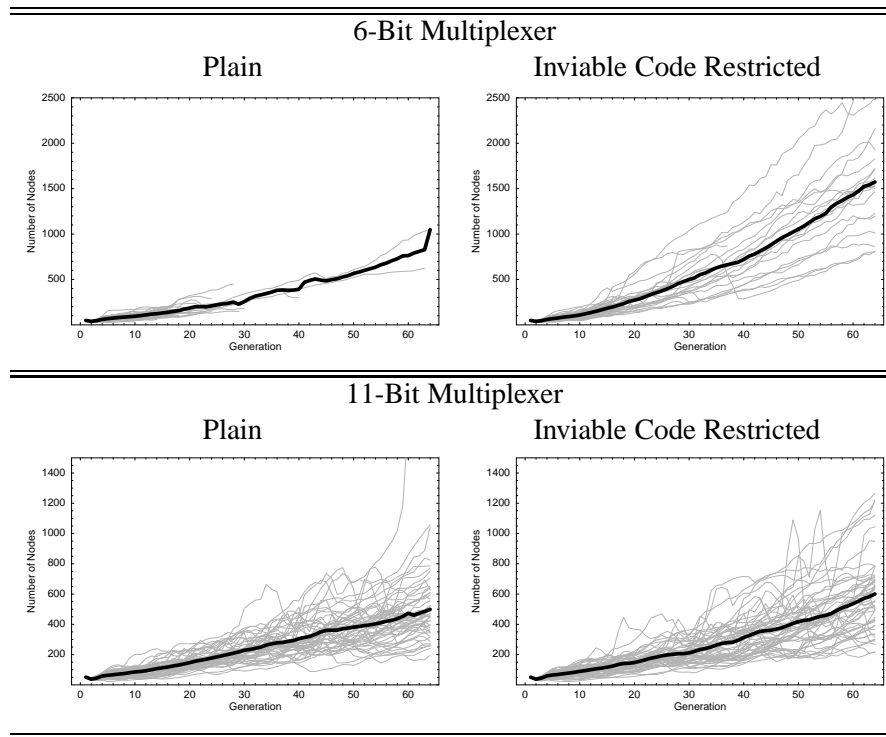 6-Bit Multiplexer
Plain
Inviable Code Restricted
2500
2000
1500
1000
500
Number of Nodes
0 10 20 30 40 50 60
Generation
2500
2000
1500
1000
500
Number of Nodes
0 10 20 30 40 50 60
Generation
11-Bit Multiplexer
Plain
Inviable Code Restricted
1400
1200
1000
800
600
400
200
Number of Nodes
0 10 20 30 40 50 60
Generation
1400
1200
1000
800
600
400
200
Number of Nodes
0 10 20 30 40 50 60
Generation